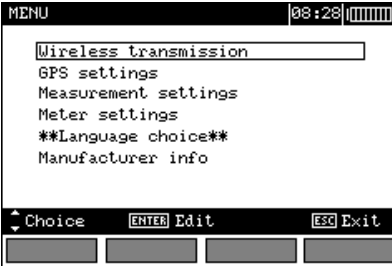 MENU 08:28
Wireless transmission
GPS settings
Measurement settings
Meter settings
**Language choice**
Manufacturer info
Choice ENTER Edit ESC Exit